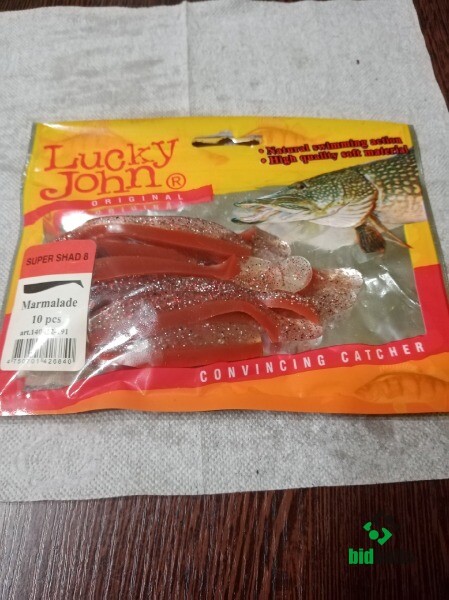 Lucky
John®
ORIGINAL
• Natural swimming action
• High quality soft material
SUPER SHAD 8
Marmalade
10 pcs
CONVINCING CATCHER
bid